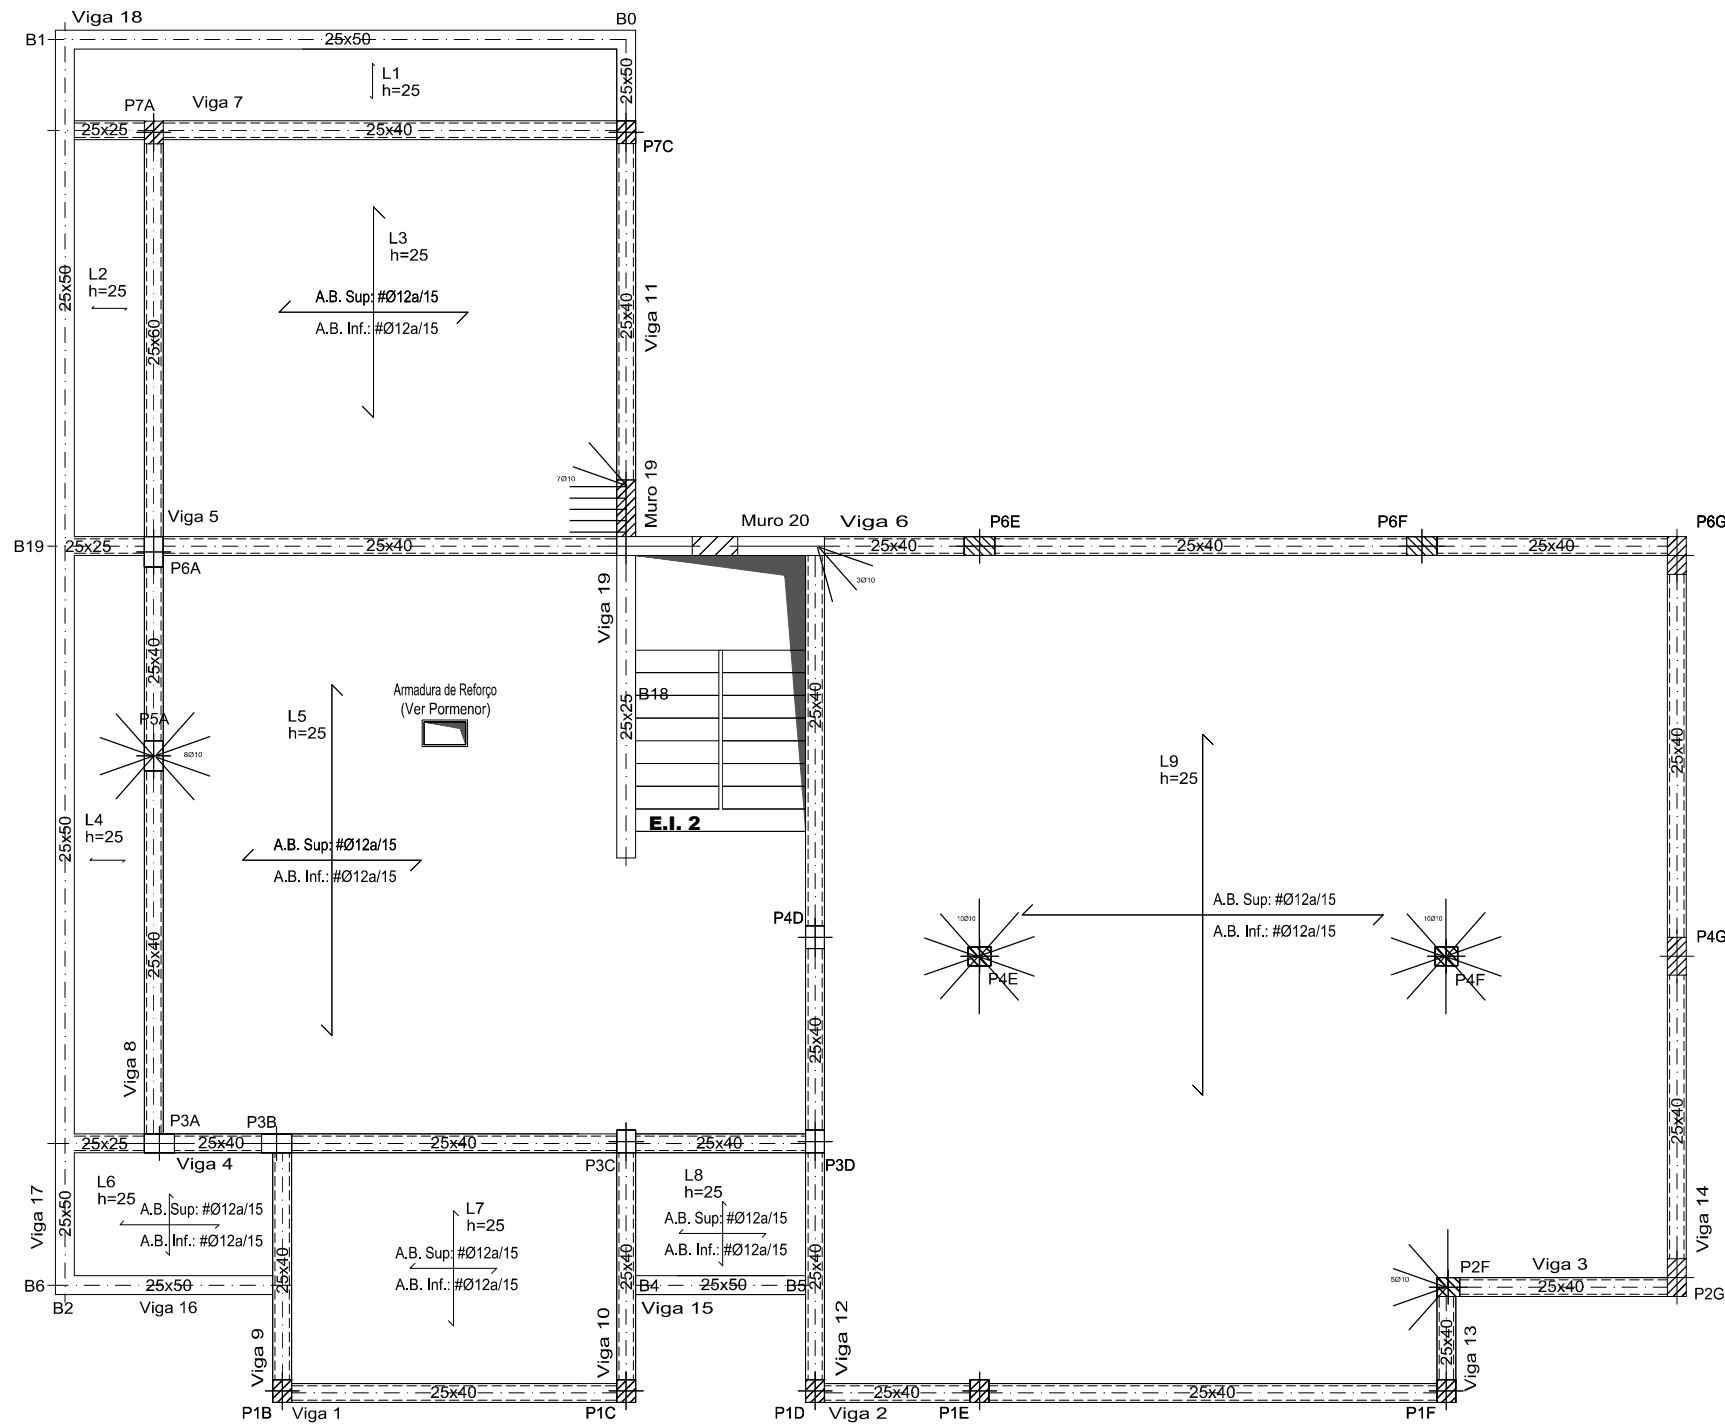 Viga 18
B0
B1
25x50
25x50
L1
h=25
P7A
Viga 7
25x25
25x40
P7C
L3
h=25
L2
h=25
25x50
25x60
A.B. Sup: #Ø12a/15
A.B. Inf.: #Ø12a/15
25x40
Viga 11
7Ø10
Muro 19
Viga 5
Muro 20
Viga 6
P6E
P6F
P6G
B19
25x25
25x40
25x40
25x40
25x40
P6A
3Ø10
Viga 19
25x40
Armadura de Reforço
(Ver Pormenor)
B18
25x25
25x40
L5
h=25
P5A
8Ø10
25x40
L9
h=25
L4
h=25
25x50
E.I. 2
A.B. Sup: #Ø12a/15
A.B. Inf.: #Ø12a/15
25x40
P4D
10Ø10
10Ø10
A.B. Sup: #Ø12a/15
A.B. Inf.: #Ø12a/15
P4G
P4E
P4F
Viga 8
25x40
25x40
P3A
P3B
25x25
25x40
25x40
25x40
Viga 4
P3C
P3D
L6
h=25
A.B. Sup: #Ø12a/15
A.B. Inf.: #Ø12a/15
L7
h=25
A.B. Sup: #Ø12a/15
A.B. Inf.: #Ø12a/15
L8
h=25
A.B. Sup: #Ø12a/15
A.B. Inf.: #Ø12a/15
Viga 17
25x50
25x40
25x40
25x40
Viga 14
B6
25x50
B4
25x50
B5
5Ø10
P2F
Viga 3
25x40
P2G
B2
Viga 16
Viga 15
Viga 9
Viga 10
Viga 12
25x40
Viga 13
25x40
25x40
25x40
P1B
Viga 1
P1C
P1D
Viga 2
P1E
P1F